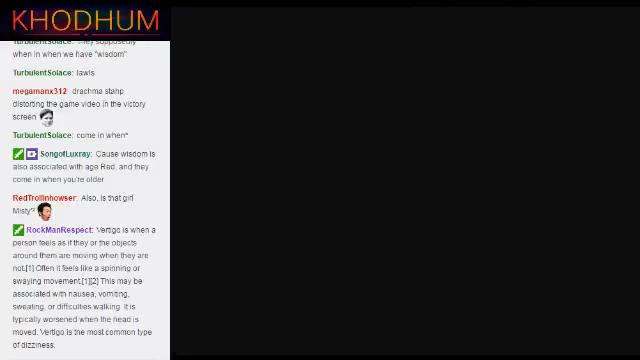 KHODHUM
TurbulentSolace: They supposedly
when in when we have "wisdom"
TurbulentSolace: lawls
megamanx312 drachma stahp
distorting the game video in the victory
screen
TurbulentSolace: come in when*
SongofLuxray: Cause wisdom is
also associated with age Red, and they
come in when you're older
RedTrollinhowser: Also, is that girl
Misty?
RockManRespect: Vertigo is when a
person feels as if they or the objects
around them are moving when they are
not.[1] Often it feels like a spinning or
swaying movement.[1][2] This may be
associated with nausea, vomiting,
sweating, or difficulties walking. It is
typically worsened when the head is
moved. Vertigo is the most common type
of dizziness.